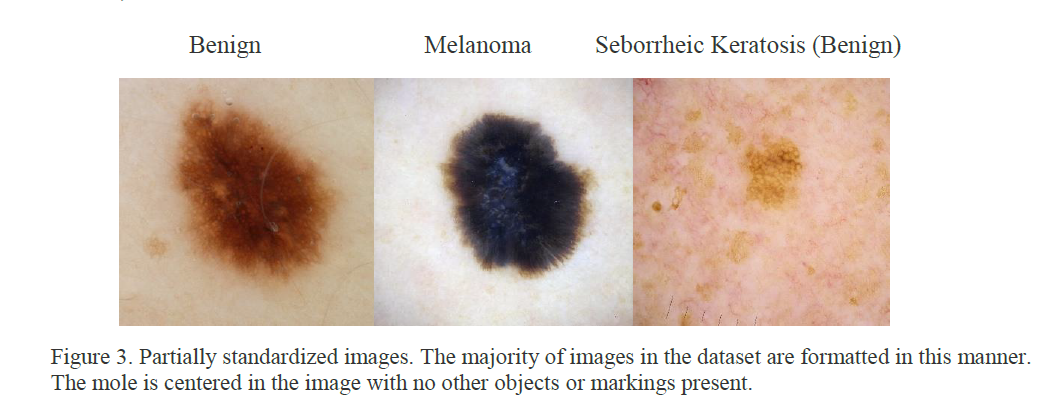 Benign Melanoma Seborrheic Keratosis (Benign)
Figure 3. Partially standardized images. The majority of images in the dataset are formatted in this manner.
The mole is centered in the image with no other objects or markings present.